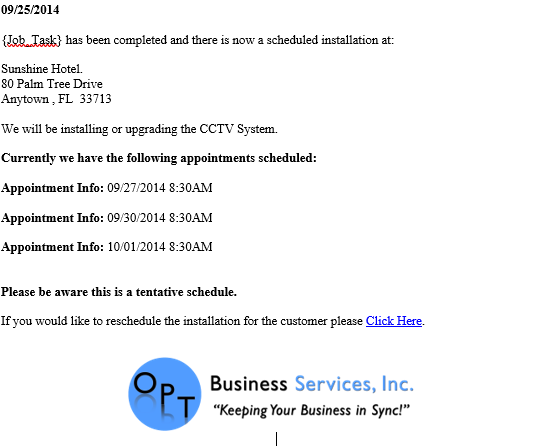 09/25/2014
{Job_Task} has been completed and there is now a scheduled installation at:
Sunshine Hotel.
80 Palm Tree Drive
Anytown , FL  33713
We will be installing or upgrading the CCTV System.
Currently we have the following appointments scheduled:
Appointment Info: 09/27/2014 8:30AM
Appointment Info: 09/30/2014 8:30AM
Appointment Info: 10/01/2014 8:30AM
Please be aware this is a tentative schedule.
If you would like to reschedule the installation for the customer please Click Here.
OPT Business Services, Inc.
“Keeping Your Business in Sync!”